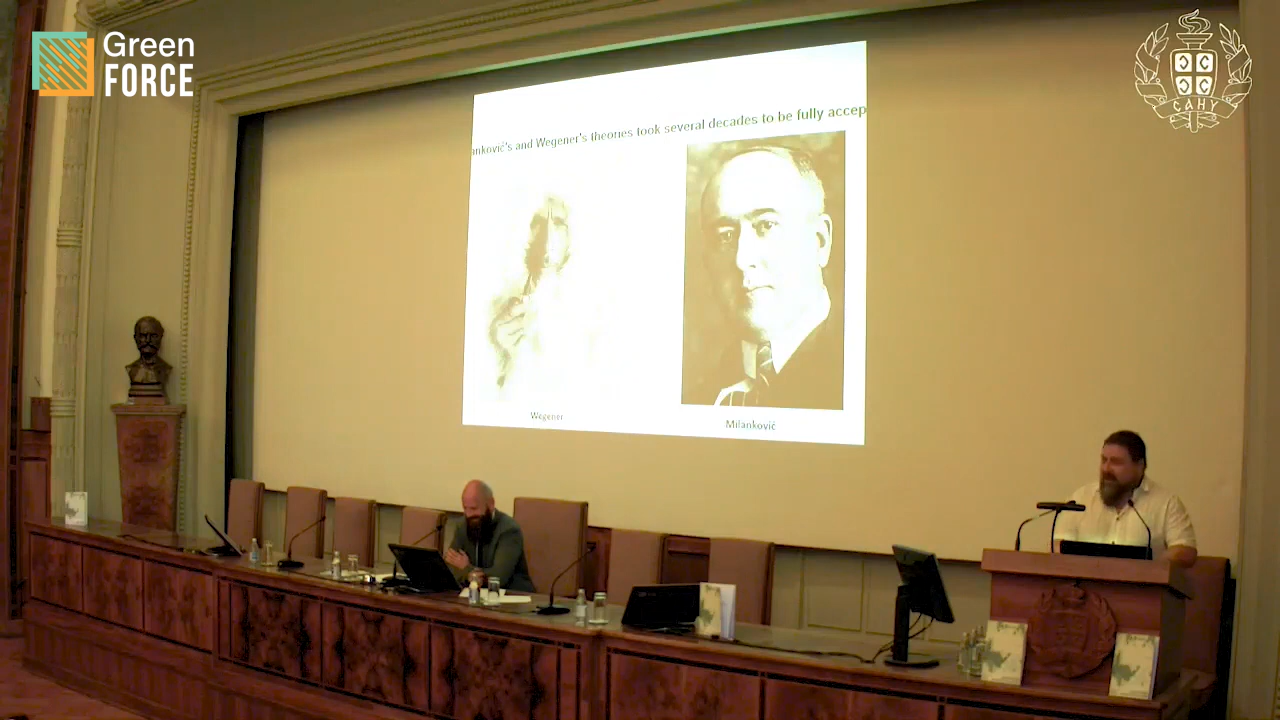 Green
FORCE
САНУ
nković's and Wegener's theories took several decades to be fully accep
Wegener
Milanković